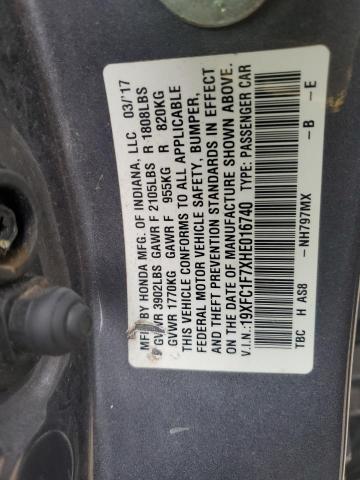 MFD. BY HONDA MFG. OF INDIANA, LLC 03/'17
GVWR 3902LBS GAWR F 2105LBS R 1808LBS
GVWR 1770KG GAWR F 955KG R 820KG
THIS VEHICLE CONFORMS TO ALL APPLICABLE
FEDERAL MOTOR VEHICLE SAFETY, BUMPER,
AND THEFT PREVENTION STANDARDS IN EFFECT
ON THE DATE OF MANUFACTURE SHOWN ABOVE.
V.I.N.:19XFC1F7XHE016740 TYPE: PASSENGER CAR
-NH797MX -B -E
TBC H AS8